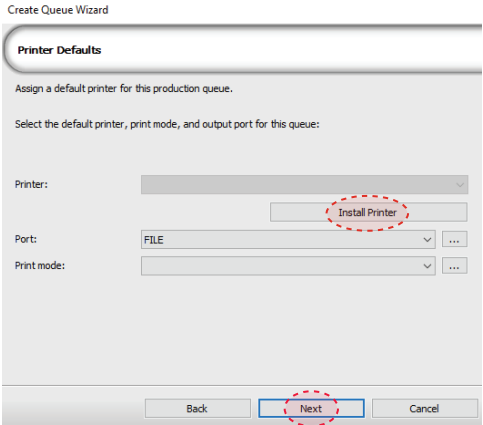 Create Queue Wizard
Printer Defaults
Assign a default printer for this production queue.
Select the default printer, print mode, and output port for this queue:
Printer:
Install Printer
Port: FILE ...
Print mode: ...
Back Next Cancel